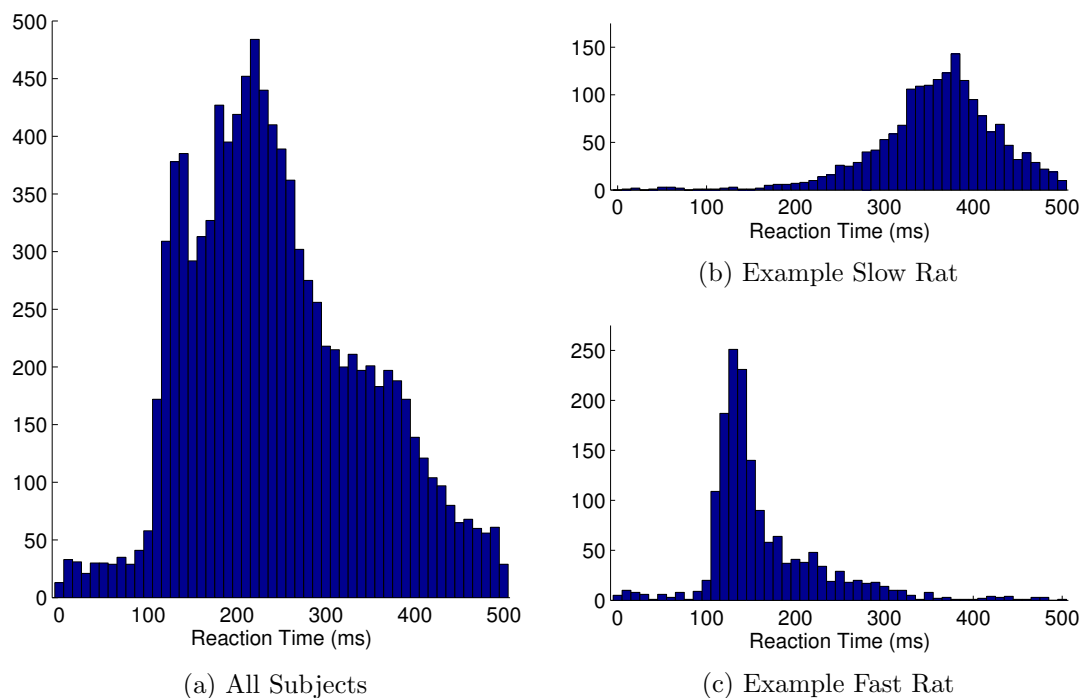 500
450
400
350
300
250
200
150
100
50
0
0 100 200 300 400 500
Reaction Time (ms)
(a) All Subjects
150
100
50
0
0 100 200 300 400 500
Reaction Time (ms)
(b) Example Slow Rat
250
200
150
100
50
0
0 100 200 300 400 500
Reaction Time (ms)
(c) Example Fast Rat